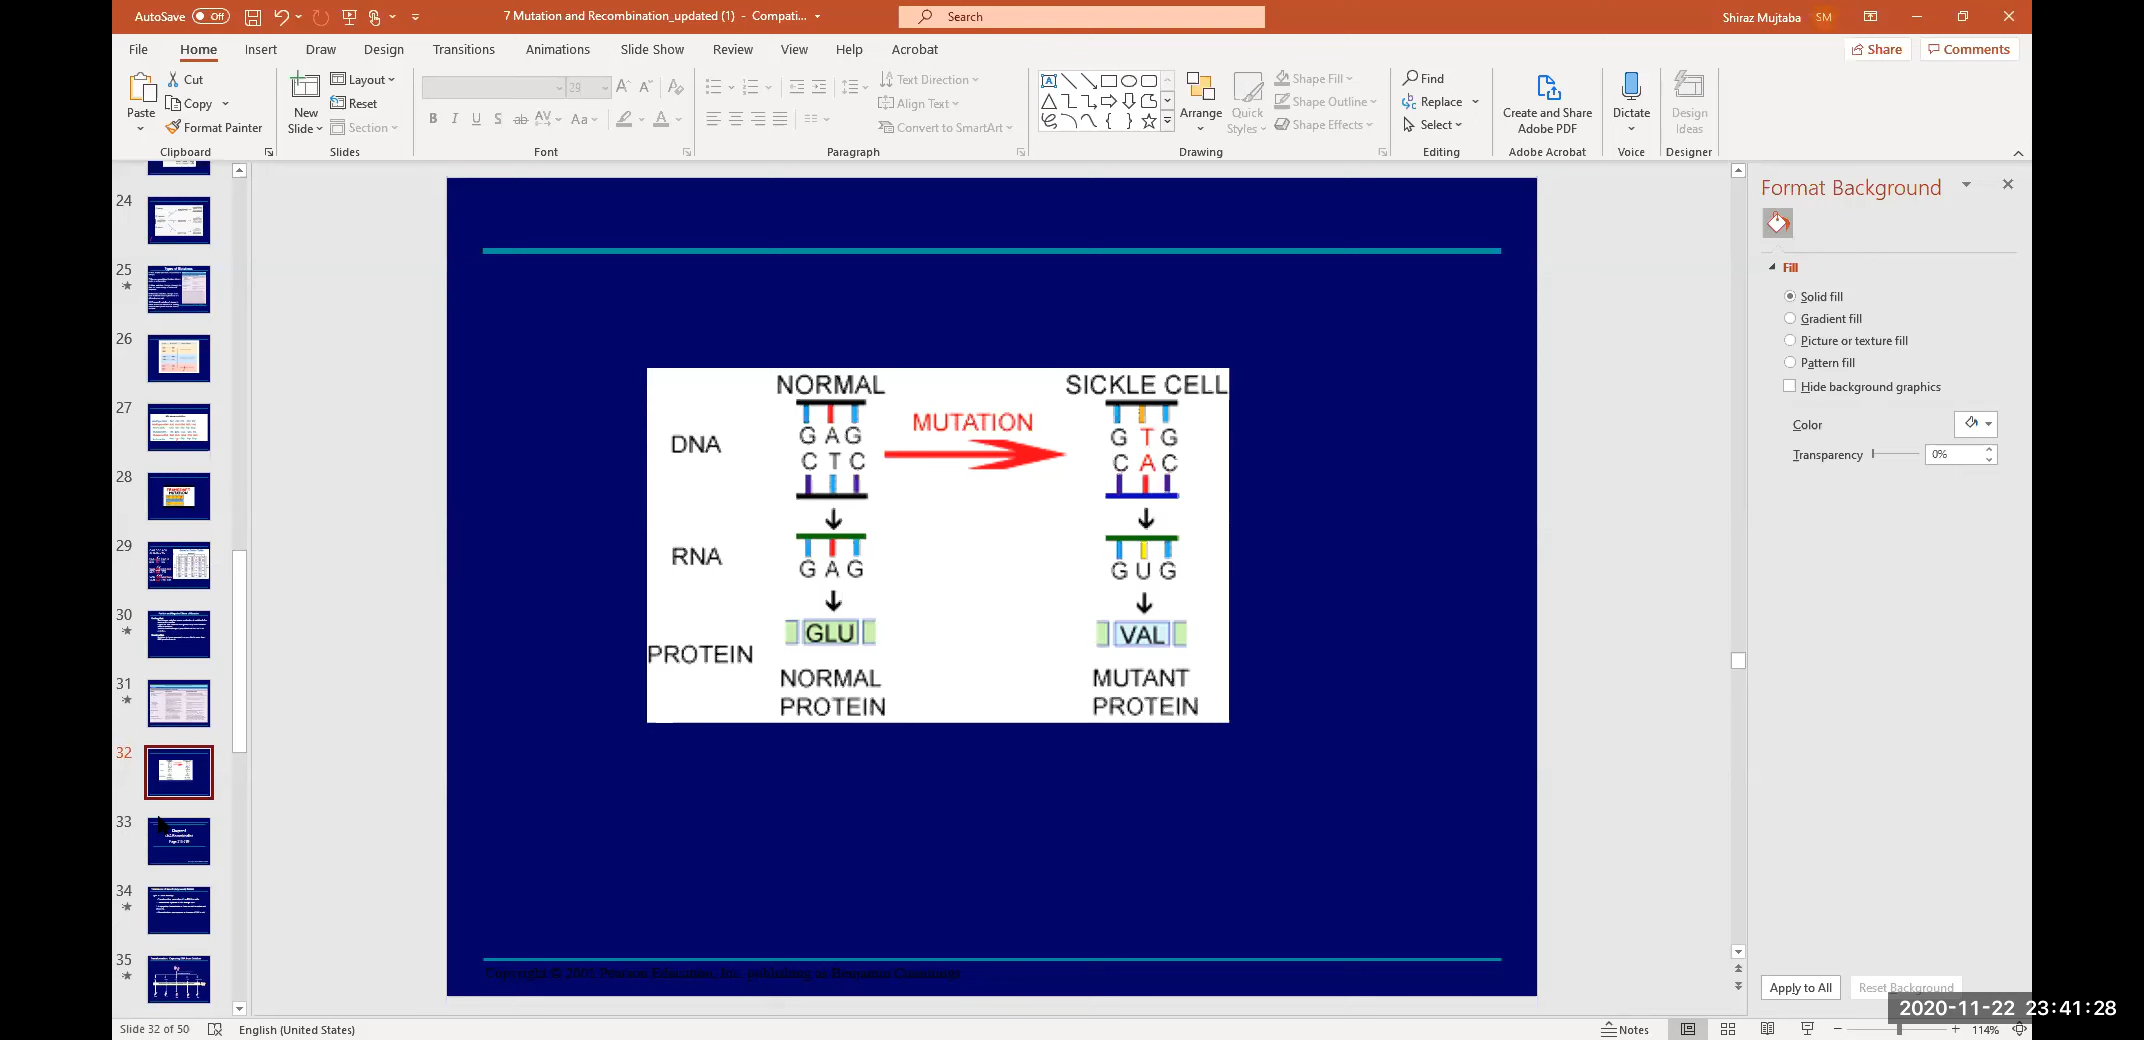 AutoSave Off
7 Mutation and Recombination_updated (1) - Compati...
Search
Shiraz Mujtaba SM
File Home Insert Draw Design Transitions Animations Slide Show Review View Help Acrobat
Share Comments
Paste
Cut
Copy
Format Painter
Clipboard
New
Slide
Layout
Reset
Section
Slides
29
B I U S ab AV Aa A
Font
Text Direction
Align Text
Convert to SmartArt
Paragraph
Arrange
Quick
Styles
Shape Fill
Shape Outline
Shape Effects
Drawing
Find
Replace
Select
Editing
Create and Share
Adobe PDF
Adobe Acrobat
Dictate
Voice
Design
Ideas
Designer
24
25
26
27
28
29
30
31
32
33
34
35
NORMAL SICKLE CELL
MUTATION
DNA
G A G
C T C
G T G
C A C
RNA
G A G
G U G
PROTEIN
GLU
VAL
NORMAL
PROTEIN
MUTANT
PROTEIN
Format Background
Fill
Solid fill
Gradient fill
Picture or texture fill
Pattern fill
Hide background graphics
Color
Transparency 0%
Apply to All Reset Background
2020-11-22 23:41:28
Slide 32 of 50 English (United States)
Notes 114%